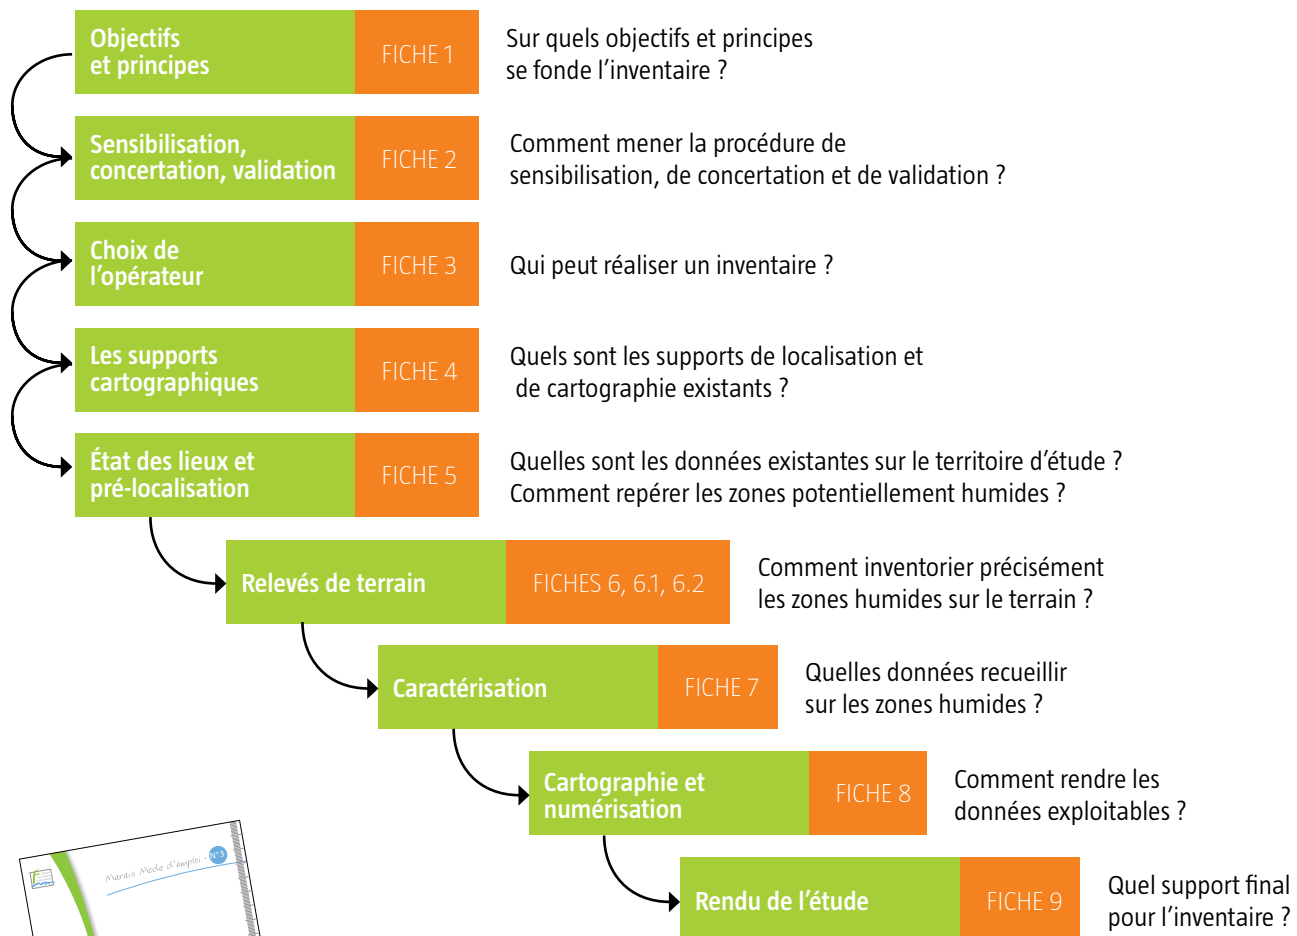 Objectifs
et principes
FICHE 1
Sur quels objectifs et principes
se fonde l’inventaire ?
Sensibilisation,
concertation, validation
FICHE 2
Comment mener la procédure de
sensibilisation, de concertation et de validation ?
Choix de
l’opérateur
FICHE 3
Qui peut réaliser un inventaire ?
Les supports
cartographiques
FICHE 4
Quels sont les supports de localisation et
de cartographie existants ?
État des lieux et
pré-localisation
FICHE 5
Quelles sont les données existantes sur le territoire d’étude ?
Comment repérer les zones potentiellement humides ?
Relevés de terrain
FICHES 6, 6.1, 6.2
Comment inventorier précisément
les zones humides sur le terrain ?
Caractérisation
FICHE 7
Quelles données recueillir
sur les zones humides ?
Cartographie et
numérisation
FICHE 8
Comment rendre les
données exploitables ?
Marais Mode d’emploi • N°3
Rendu de l’étude
FICHE 9
Quel support final
pour l’inventaire ?